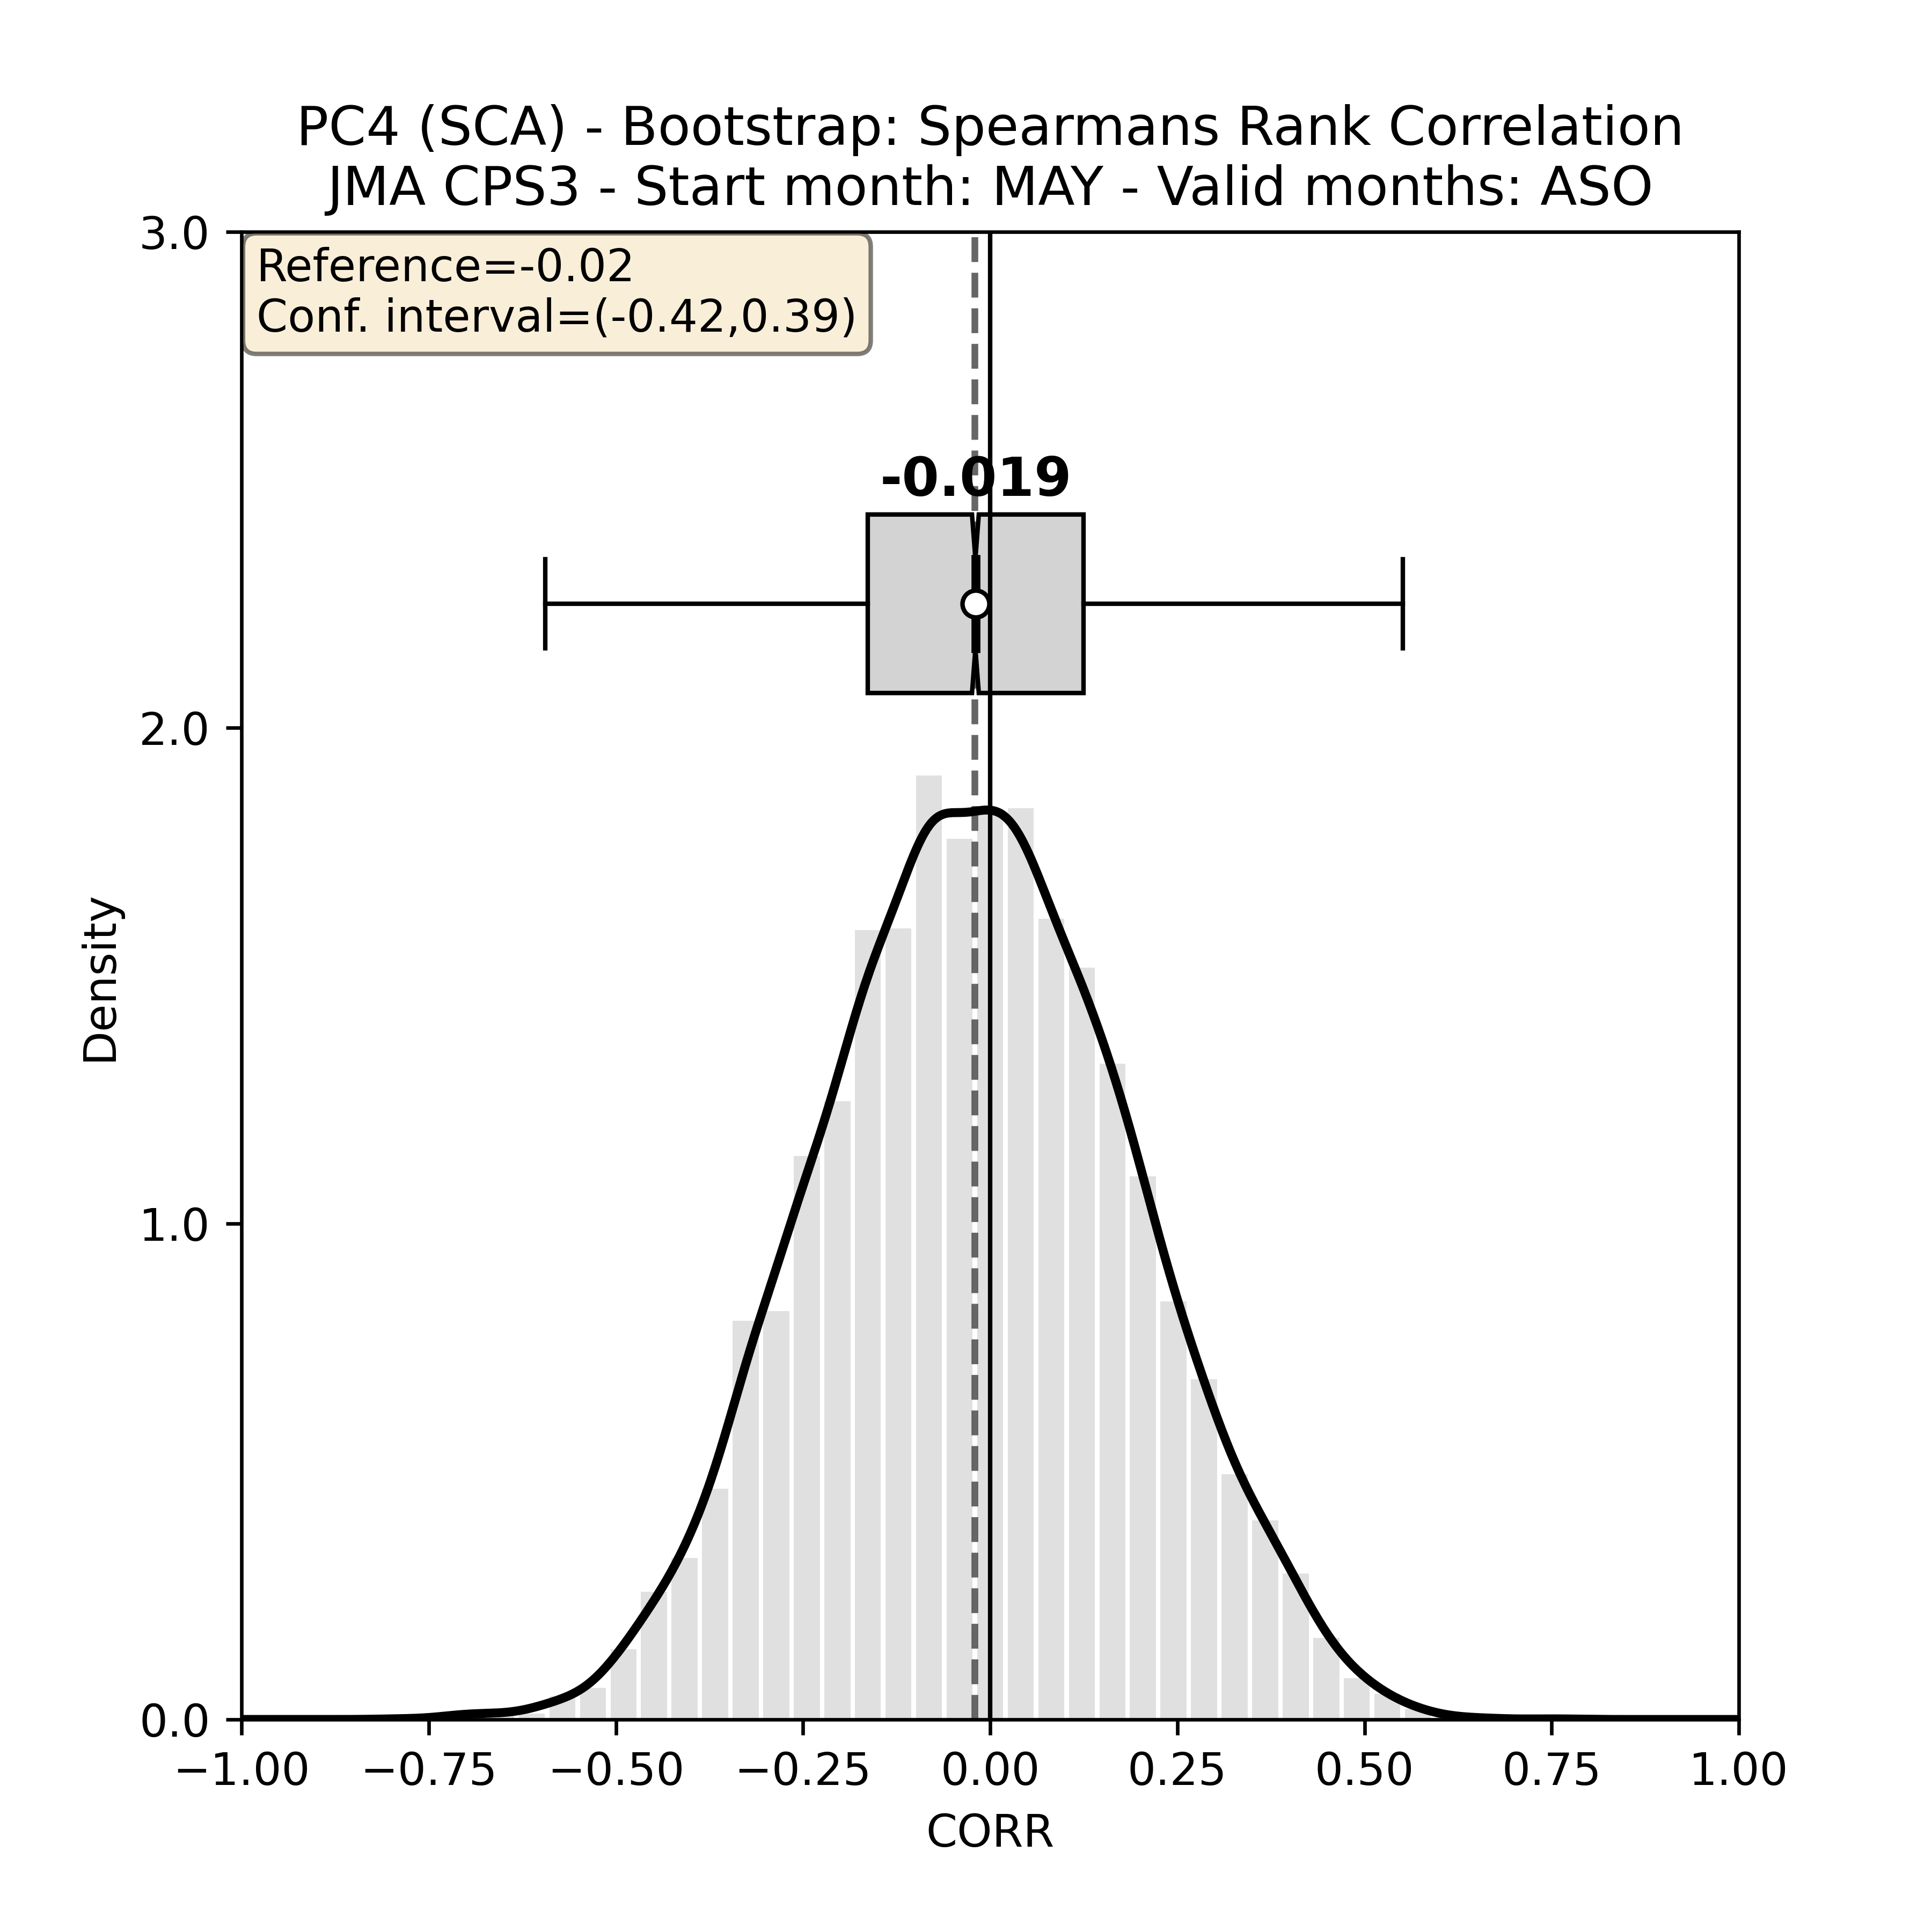 PC4 (SCA) - Bootstrap: Spearmans Rank Correlation
JMA CPS3 - Start month: MAY - Valid months: ASO
3.0
Reference=-0.02
Conf. interval=(-0.42,0.39)
-0.019
2.0
Density
1.0
0.0
−1.00 −0.75 −0.50 −0.25 0.00 0.25 0.50 0.75 1.00
CORR